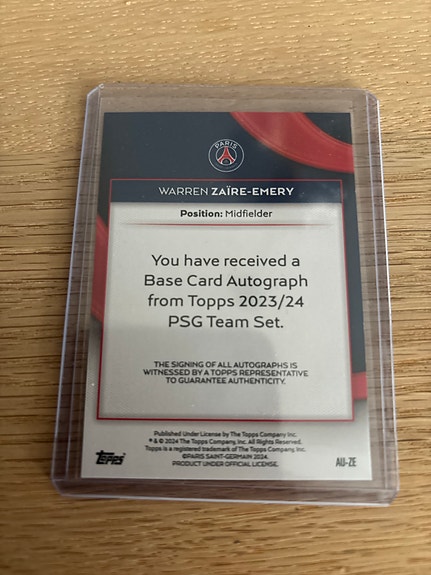 PARIS
WARREN ZAÏRE-EMERY
Position: Midfielder
You have received a
Base Card Autograph
from Topps 2023/24
PSG Team Set.
THE SIGNING OF ALL AUTOGRAPHS IS
WITNESSED BY A TOPPS REPRESENTATIVE
TO GUARANTEE AUTHENTICITY.
Published Under License by The Topps Company, Inc.
® & © 2024 The Topps Company, Inc. All Rights Reserved.
Topps is a registered trademark of The Topps Company, Inc.
©PARIS SAINT-GERMAIN 2024.
PRODUCT UNDER OFFICIAL LICENSE.
Topps
AU-ZE